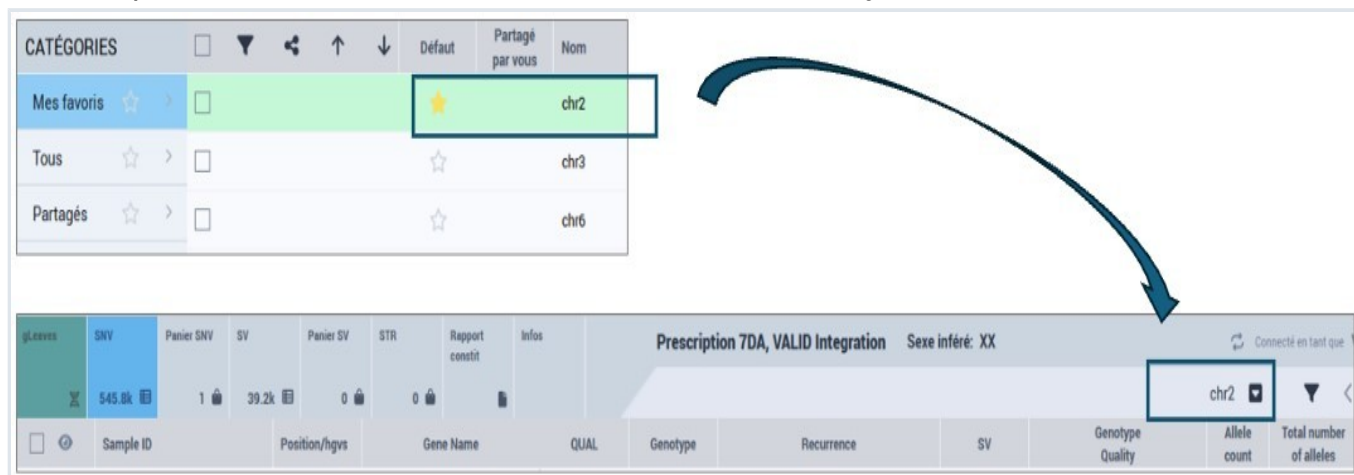 CATÉGORIES Défaut Partagé par vous Nom
Mes favoris chr2
Tous chr3
Partagés chr6
gLeaves SNV Panier SNV SV Panier SV STR Rapport constit Infos Prescription 7DA, VALID Integration Sexe inféré: XX Connecté en tant que
545.8k 1 39.2k 0 0 chr2
Sample ID Position/hgvs Gene Name QUAL Genotype Recurrence SV Genotype Quality Allele count Total number of alleles